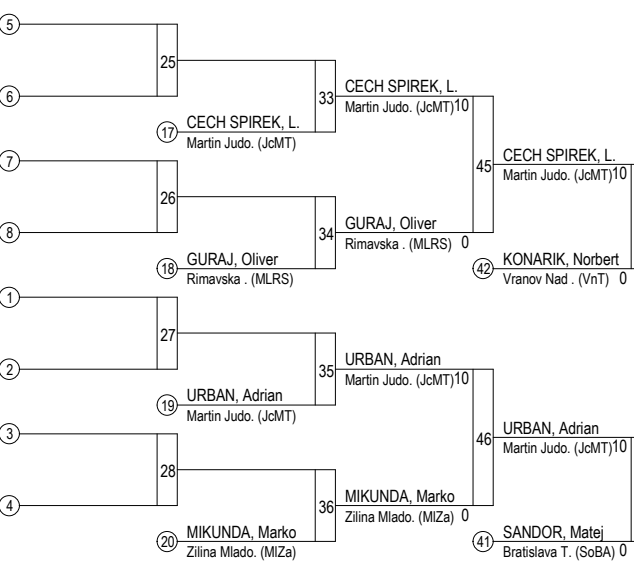 5
25
6
33
CECH SPIREK, L.
Martin Judo. (JcMT) 10
17 CECH SPIREK, L.
Martin Judo. (JcMT)
45
CECH SPIREK, L.
Martin Judo. (JcMT) 10
7
26
8
34
GURAJ, Oliver
Rimavska . (MLRS) 0
18 GURAJ, Oliver
Rimavska . (MLRS)
42 KONARIK, Norbert
Vranov Nad . (VnT) 0
1
27
2
35
URBAN, Adrian
Martin Judo. (JcMT) 10
19 URBAN, Adrian
Martin Judo. (JcMT)
46
URBAN, Adrian
Martin Judo. (JcMT) 10
3
28
4
36
MIKUNDA, Marko
Zilina Mlado. (MlZa) 0
20 MIKUNDA, Marko
Zilina Mlado. (MlZa)
41 SANDOR, Matej
Bratislava T. (SoBA) 0